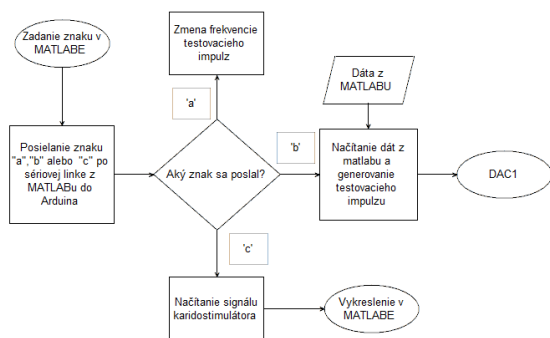 Zadanie znaku v
MATLABE
Zmena frekvencie
testovacieho
impulz
Dáta z
MATLABU
'a'
Posielanie znaku
"a","b" alebo "c" po
sériovej linke z
MATLABu do
Arduina
Aký znak sa poslal?
'b'
Načítanie dát z
matlabu a
generovanie
testovacieho
impulzu
DAC1
'c'
Načítanie signálu
karidostimulátora
Vykreslenie v
MATLABE